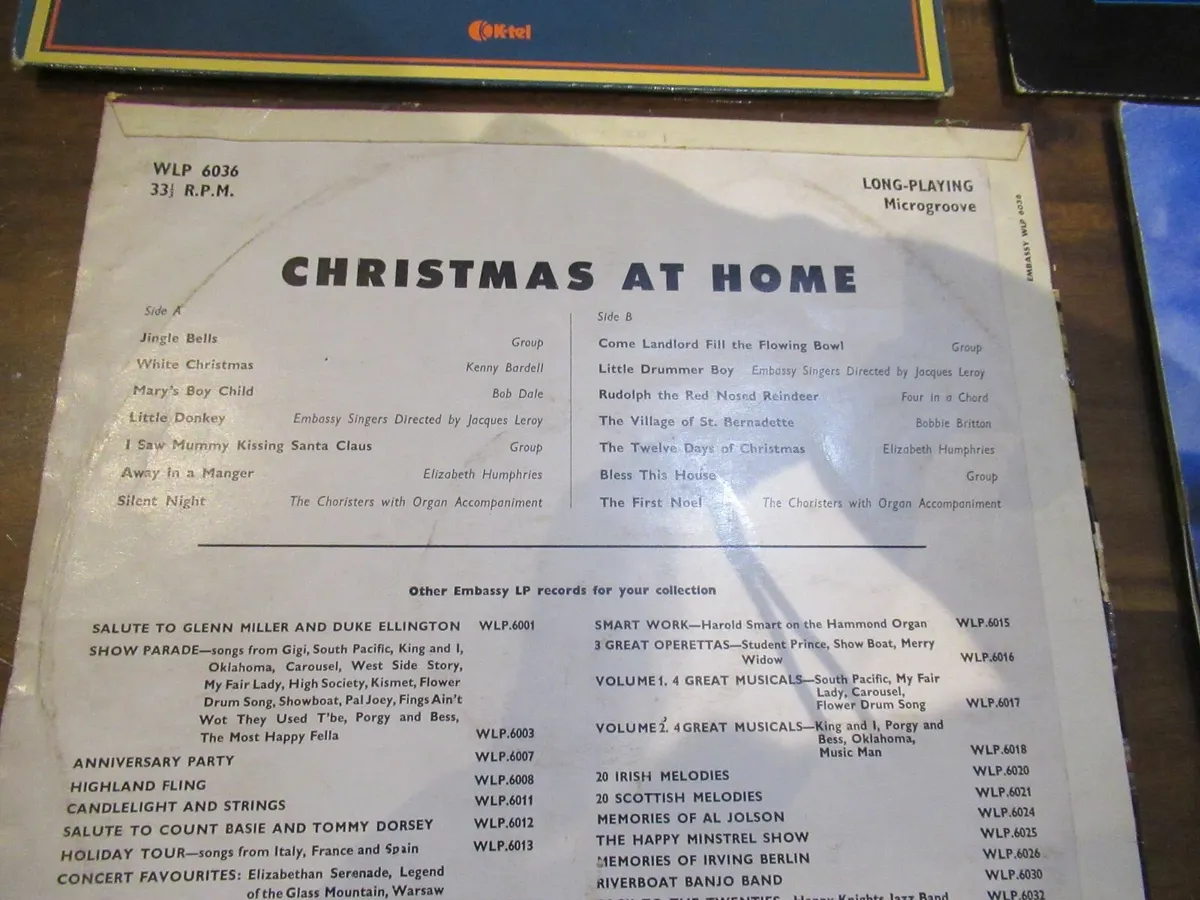 K-tel
WLP 6036
33⅓ R.P.M.
LONG-PLAYING
Microgroove
EMBASSY WLP 6036
CHRISTMAS AT HOME
Side A
Jingle Bells Group
White Christmas Kenny Bardell
Mary's Boy Child Bob Dale
Little Donkey Embassy Singers Directed by Jacques Leroy
I Saw Mummy Kissing Santa Claus Group
Away in a Manger Elizabeth Humphries
Silent Night The Choristers with Organ Accompaniment
Side B
Come Landlord Fill the Flowing Bowl Group
Little Drummer Boy Embassy Singers Directed by Jacques Leroy
Rudolph the Red Nosed Reindeer Four in a Chord
The Village of St. Bernadette Bobbie Britton
The Twelve Days of Christmas Elizabeth Humphries
Bless This House Group
The First Noel The Choristers with Organ Accompaniment
Other Embassy LP records for your collection
SALUTE TO GLENN MILLER AND DUKE ELLINGTON WLP.6001
SHOW PARADE—songs from Gigi, South Pacific, King and I,
Oklahoma, Carousel, West Side Story,
My Fair Lady, High Society, Kismet, Flower
Drum Song, Showboat, Pal Joey, Fings Ain't
Wot They Used T'be, Porgy and Bess,
The Most Happy Fella WLP.6003
ANNIVERSARY PARTY WLP.6007
HIGHLAND FLING WLP.6008
CANDLELIGHT AND STRINGS WLP.6011
SALUTE TO COUNT BASIE AND TOMMY DORSEY WLP.6012
HOLIDAY TOUR—songs from Italy, France and Spain WLP.6013
CONCERT FAVOURITES: Elizabethan Serenade, Legend
of the Glass Mountain, Warsaw
SMART WORK—Harold Smart on the Hammond Organ WLP.6015
3 GREAT OPERETTAS—Student Prince, Show Boat, Merry
Widow WLP.6016
VOLUME 1. 4 GREAT MUSICALS—South Pacific, My Fair
Lady, Carousel,
Flower Drum Song WLP.6017
VOLUME 2. 4 GREAT MUSICALS—King and I, Porgy and
Bess, Oklahoma,
Music Man WLP.6018
20 IRISH MELODIES WLP.6020
20 SCOTTISH MELODIES WLP.6021
MEMORIES OF AL JOLSON WLP.6024
THE HAPPY MINSTREL SHOW WLP.6025
MEMORIES OF IRVING BERLIN WLP.6026
RIVERBOAT BANJO BAND WLP.6030
TO THE TWENTIES—Happy Knights Jazz Band WLP.6032